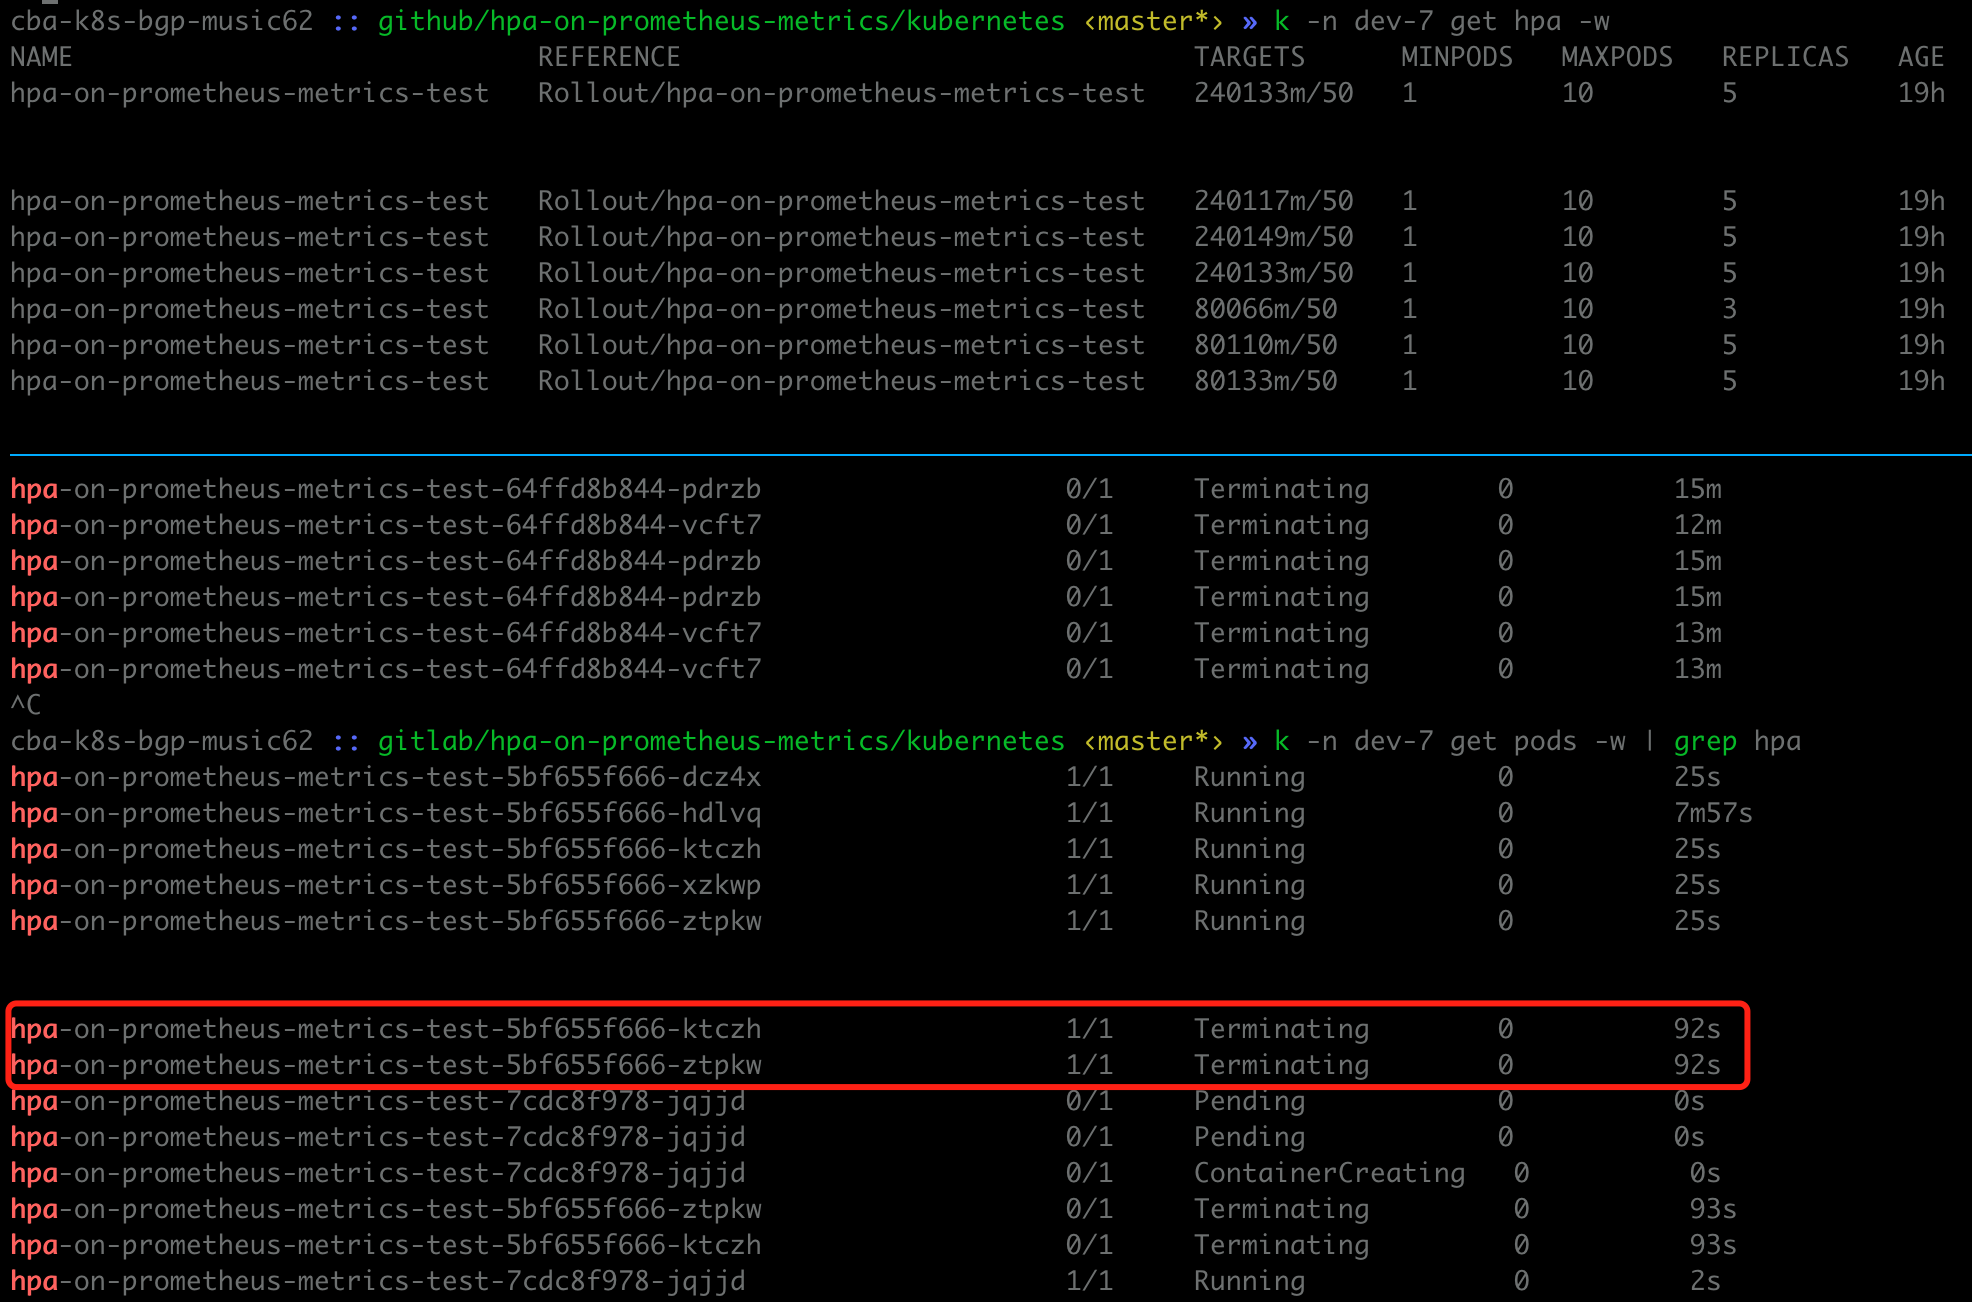 cba-k8s-bgp-music62 :: github/hpa-on-prometheus-metrics/kubernetes ‹master*› » k -n dev-7 get hpa -w
NAME REFERENCE TARGETS MINPODS MAXPODS REPLICAS AGE
hpa-on-prometheus-metrics-test Rollout/hpa-on-prometheus-metrics-test 240133m/50 1 10 5 19h
hpa-on-prometheus-metrics-test Rollout/hpa-on-prometheus-metrics-test 240117m/50 1 10 5 19h
hpa-on-prometheus-metrics-test Rollout/hpa-on-prometheus-metrics-test 240149m/50 1 10 5 19h
hpa-on-prometheus-metrics-test Rollout/hpa-on-prometheus-metrics-test 240133m/50 1 10 5 19h
hpa-on-prometheus-metrics-test Rollout/hpa-on-prometheus-metrics-test 80066m/50 1 10 3 19h
hpa-on-prometheus-metrics-test Rollout/hpa-on-prometheus-metrics-test 80110m/50 1 10 5 19h
hpa-on-prometheus-metrics-test Rollout/hpa-on-prometheus-metrics-test 80133m/50 1 10 5 19h
hpa-on-prometheus-metrics-test-64ffd8b844-pdrzb 0/1 Terminating 0 15m
hpa-on-prometheus-metrics-test-64ffd8b844-vcft7 0/1 Terminating 0 12m
hpa-on-prometheus-metrics-test-64ffd8b844-pdrzb 0/1 Terminating 0 15m
hpa-on-prometheus-metrics-test-64ffd8b844-pdrzb 0/1 Terminating 0 15m
hpa-on-prometheus-metrics-test-64ffd8b844-vcft7 0/1 Terminating 0 13m
hpa-on-prometheus-metrics-test-64ffd8b844-vcft7 0/1 Terminating 0 13m
^C
cba-k8s-bgp-music62 :: gitlab/hpa-on-prometheus-metrics/kubernetes ‹master*› » k -n dev-7 get pods -w | grep hpa
hpa-on-prometheus-metrics-test-5bf655f666-dcz4x 1/1 Running 0 25s
hpa-on-prometheus-metrics-test-5bf655f666-hdlvq 1/1 Running 0 7m57s
hpa-on-prometheus-metrics-test-5bf655f666-ktczh 1/1 Running 0 25s
hpa-on-prometheus-metrics-test-5bf655f666-xzkwp 1/1 Running 0 25s
hpa-on-prometheus-metrics-test-5bf655f666-ztpkw 1/1 Running 0 25s
hpa-on-prometheus-metrics-test-5bf655f666-ktczh 1/1 Terminating 0 92s
hpa-on-prometheus-metrics-test-5bf655f666-ztpkw 1/1 Terminating 0 92s
hpa-on-prometheus-metrics-test-7cdc8f978-jqjjd 0/1 Pending 0 0s
hpa-on-prometheus-metrics-test-7cdc8f978-jqjjd 0/1 Pending 0 0s
hpa-on-prometheus-metrics-test-7cdc8f978-jqjjd 0/1 ContainerCreating 0 0s
hpa-on-prometheus-metrics-test-5bf655f666-ztpkw 0/1 Terminating 0 93s
hpa-on-prometheus-metrics-test-5bf655f666-ktczh 0/1 Terminating 0 93s
hpa-on-prometheus-metrics-test-7cdc8f978-jqjjd 1/1 Running 0 2s